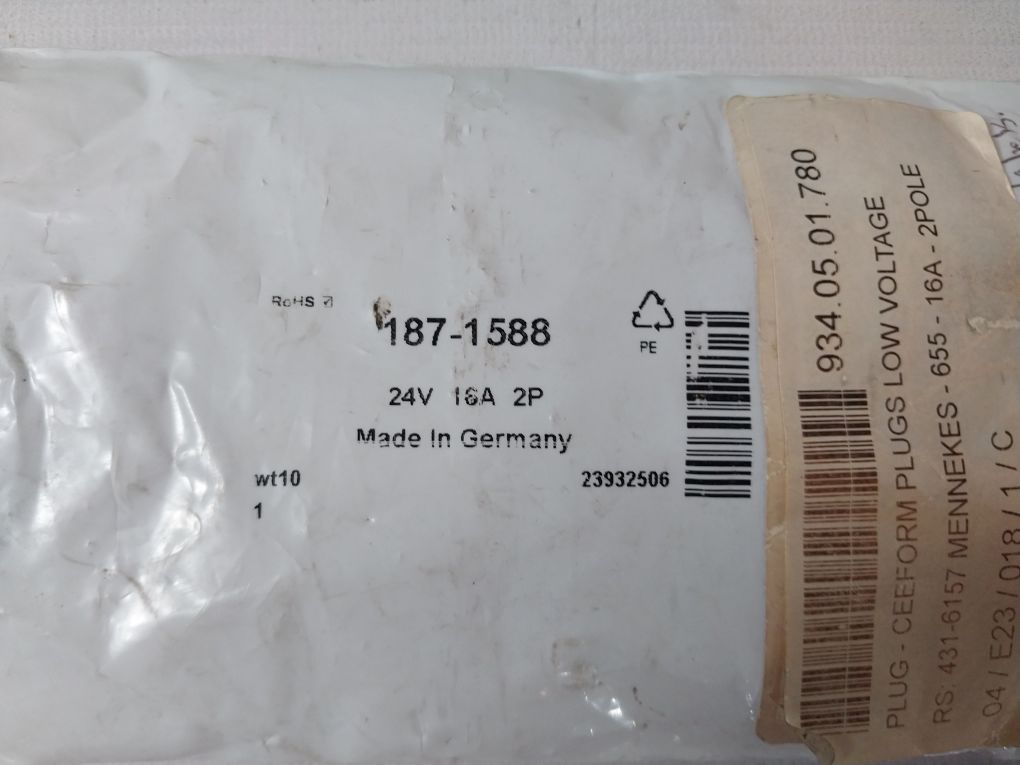 RoHS
187-1588
PE
24V 16A 2P
Made In Germany
wt10
23932506
1
934.05.01.780
PLUG - CEEFORM PLUGS LOW VOLTAGE
RS: 431-6157 MENNEKES - 655 - 16A - 2POLE
04 / E23 / 018 / 1 / C